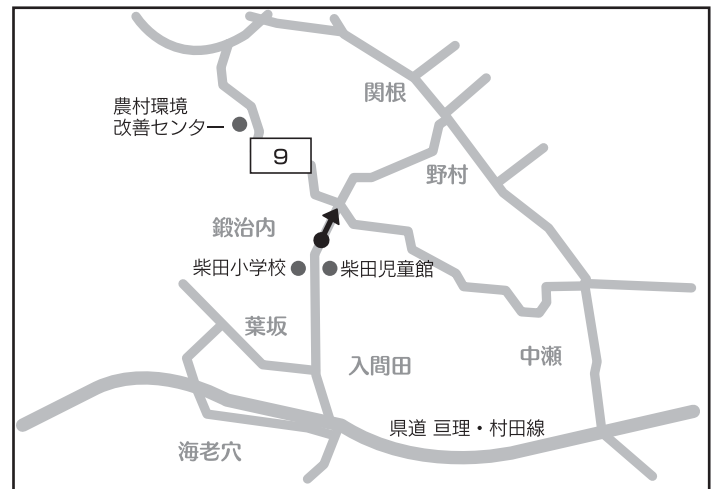 関根
農村環境
改善センター
9
野村
鍛治内
柴田小学校
柴田児童館
葉坂
入間田
中瀬
県道 亘理・村田線
海老穴